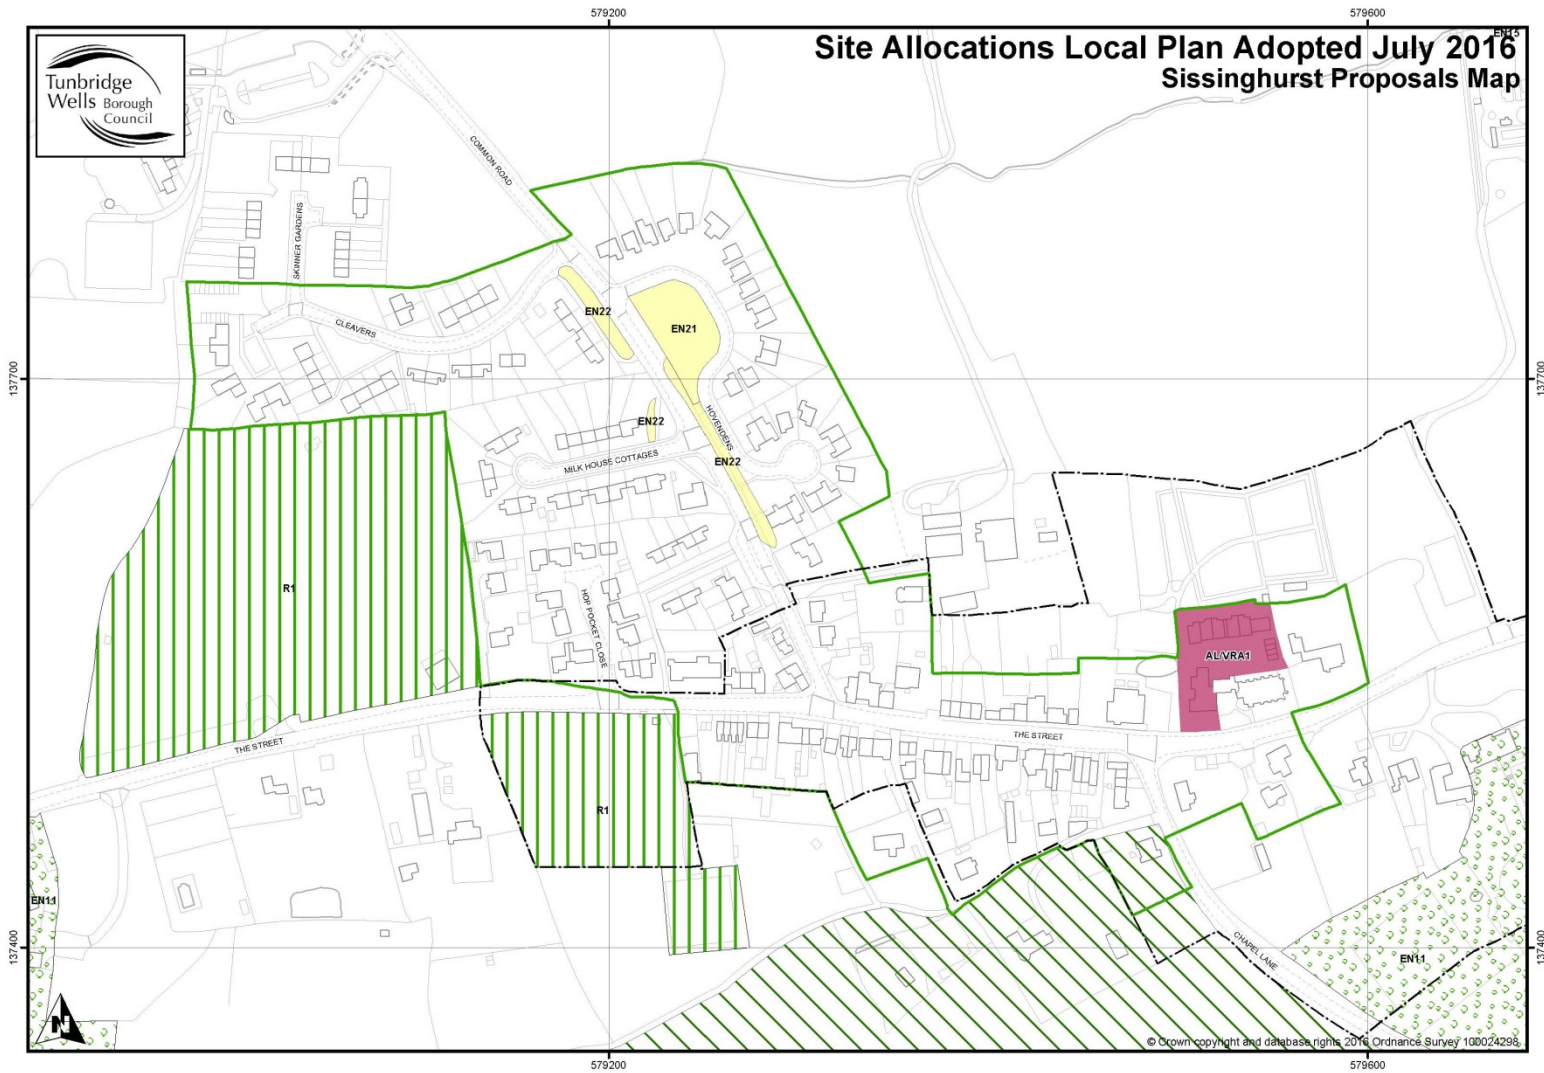 579200
579600
EN15
Site Allocations Local Plan Adopted July 2016
Sissinghurst Proposals Map
Tunbridge
Wells Borough
Council
COMMON ROAD
SKINNER GARDENS
CLEAVERS
EN22
EN21
137700
137700
HOVENDENS
EN22
EN22
MILK HOUSE COTTAGES
R1
HOP POCKET CLOSE
AL/VRA1
THE STREET
THE STREET
R1
EN11
CHAPEL LANE
EN11
137400
137400
N
© Crown copyright and database rights 2016 Ordnance Survey 100024298
579200
579600